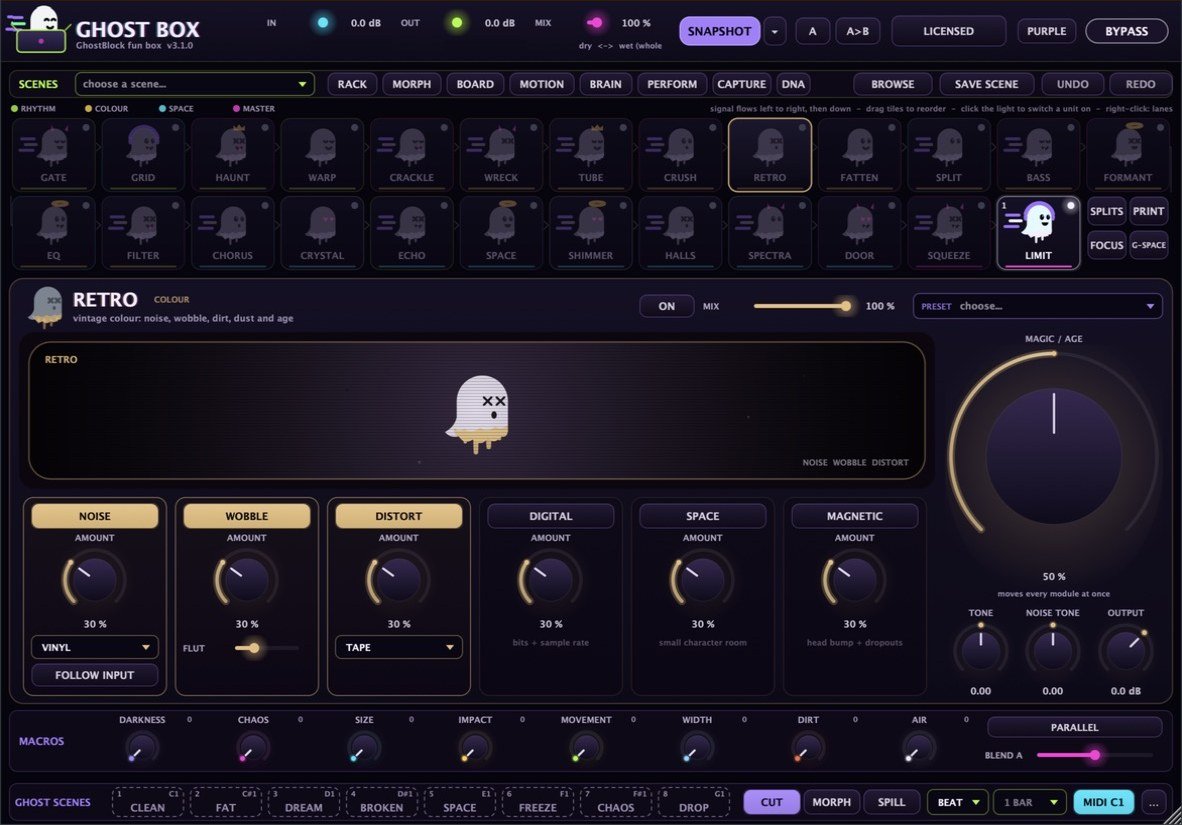 GHOST BOX
GhostBlock fun box v3.1.0
IN 0.0 dB OUT 0.0 dB MIX 100 %
dry <-> wet (whole
SNAPSHOT A A>B LICENSED PURPLE BYPASS
SCENES choose a scene... RACK MORPH BOARD MOTION BRAIN PERFORM CAPTURE DNA BROWSE SAVE SCENE UNDO REDO
RHYTHM COLOUR SPACE MASTER
signal flows left to right, then down - drag tiles to reorder - click the light to switch a unit on - right-click: lanes
GATE GRID HAUNT WARP CRACKLE WRECK TUBE CRUSH RETRO FATTEN SPLIT BASS FORMANT
1
EQ FILTER CHORUS CRYSTAL ECHO SPACE SHIMMER HALLS SPECTRA DOOR SQUEEZE LIMIT
SPLITS PRINT
FOCUS G-SPACE
RETRO COLOUR
vintage colour: noise, wobble, dirt, dust and age
ON MIX 100 % PRESET choose...
RETRO
NOISE WOBBLE DISTORT
MAGIC / AGE
50 %
moves every module at once
TONE NOISE TONE OUTPUT
0.00 0.00 0.0 dB
NOISE WOBBLE DISTORT DIGITAL SPACE MAGNETIC
AMOUNT AMOUNT AMOUNT AMOUNT AMOUNT AMOUNT
30 % 30 % 30 % 30 % 30 % 30 %
VINYL FLUT TAPE bits + sample rate small character room head bump + dropouts
FOLLOW INPUT
MACROS
DARKNESS 0 CHAOS 0 SIZE 0 IMPACT 0 MOVEMENT 0 WIDTH 0 DIRT 0 AIR 0
PARALLEL
BLEND A
GHOST SCENES
1 C1 CLEAN
2 C#1 FAT
3 D1 DREAM
4 D#1 BROKEN
5 E1 SPACE
6 F1 FREEZE
7 F#1 CHAOS
8 G1 DROP
CUT MORPH SPILL BEAT 1 BAR MIDI C1 ...